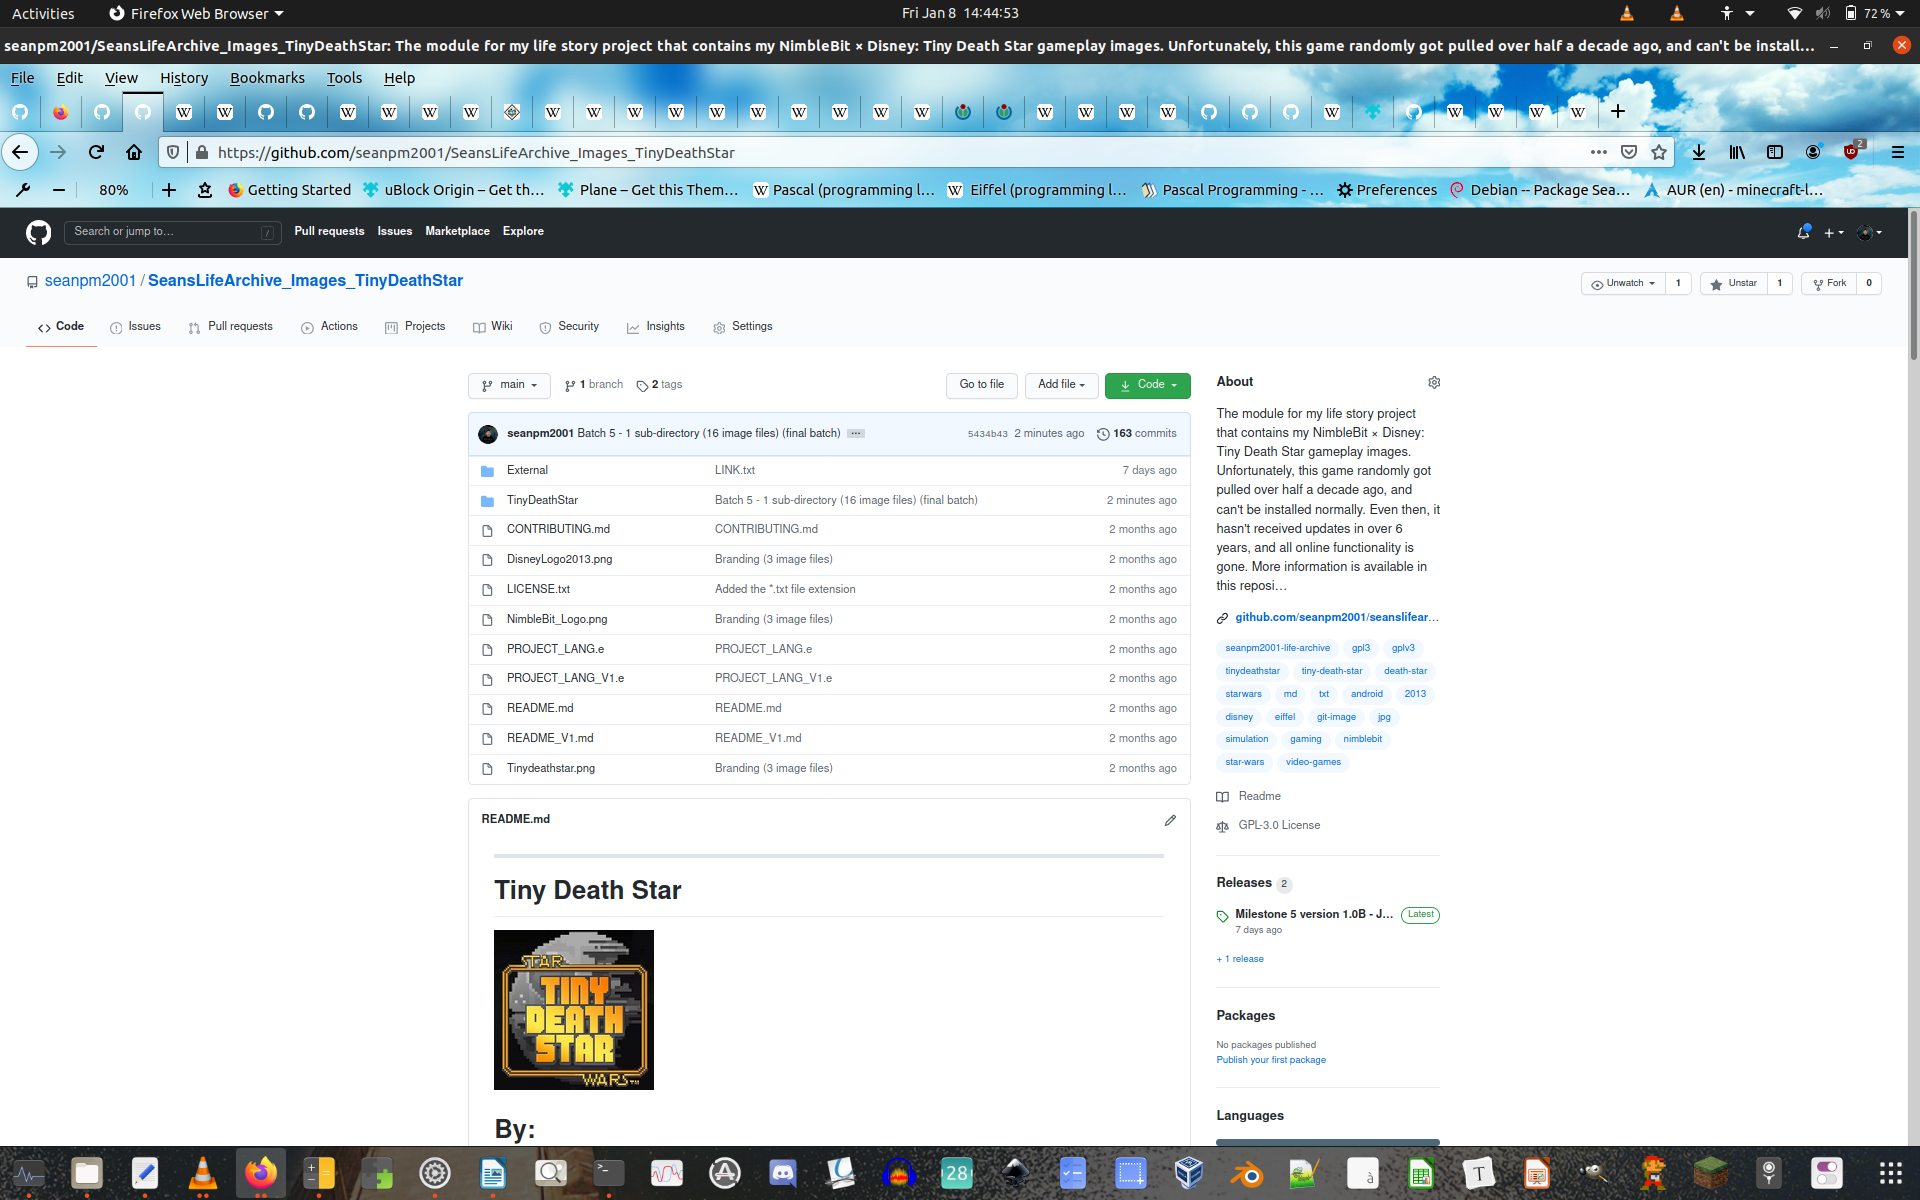 Activities
Firefox Web Browser
Fri Jan 8 14:44:53
72 %
seanpm2001/SeansLifeArchive_Images_TinyDeathStar: The module for my life story project that contains my NimbleBit × Disney: Tiny Death Star gameplay images. Unfortunately, this game randomly got pulled over half a decade ago, and can't be install...
File Edit View History Bookmarks Tools Help
https://github.com/seanpm2001/SeansLifeArchive_Images_TinyDeathStar
2
80%
Getting Started
uBlock Origin – Get th...
Plane – Get this Them...
Pascal (programming l...
Eiffel (programming l...
Pascal Programming - ...
Preferences
Debian -- Package Sea...
AUR (en) - minecraft-l...
Search or jump to...
/
Pull requests Issues Marketplace Explore
seanpm2001 / SeansLifeArchive_Images_TinyDeathStar
Unwatch 1
Unstar 1
Fork 0
Code
Issues
Pull requests
Actions
Projects
Wiki
Security
Insights
Settings
main
1 branch
2 tags
Go to file
Add file
Code
seanpm2001 Batch 5 - 1 sub-directory (16 image files) (final batch) ... 5434b43 2 minutes ago 163 commits
External LINK.txt 7 days ago
TinyDeathStar Batch 5 - 1 sub-directory (16 image files) (final batch) 2 minutes ago
CONTRIBUTING.md CONTRIBUTING.md 2 months ago
DisneyLogo2013.png Branding (3 image files) 2 months ago
LICENSE.txt Added the *.txt file extension 2 months ago
NimbleBit_Logo.png Branding (3 image files) 2 months ago
PROJECT_LANG.e PROJECT_LANG.e 2 months ago
PROJECT_LANG_V1.e PROJECT_LANG_V1.e 2 months ago
README.md README.md 2 months ago
README_V1.md README_V1.md 2 months ago
Tinydeathstar.png Branding (3 image files) 2 months ago
README.md
Tiny Death Star
STAR
TINY
DEATH
STAR
WARS™
By:
About
The module for my life story project
that contains my NimbleBit × Disney:
Tiny Death Star gameplay images.
Unfortunately, this game randomly got
pulled over half a decade ago, and
can't be installed normally. Even then, it
hasn't received updates in over 6
years, and all online functionality is
gone. More information is available in
this reposi...
github.com/seanpm2001/seanslifear...
seanpm2001-life-archive gpl3 gplv3
tinydeathstar tiny-death-star death-star
starwars md txt android 2013
disney eiffel git-image jpg
simulation gaming nimblebit
star-wars video-games
Readme
GPL-3.0 License
Releases 2
Milestone 5 version 1.0B - J... Latest
7 days ago
+ 1 release
Packages
No packages published
Publish your first package
Languages
28